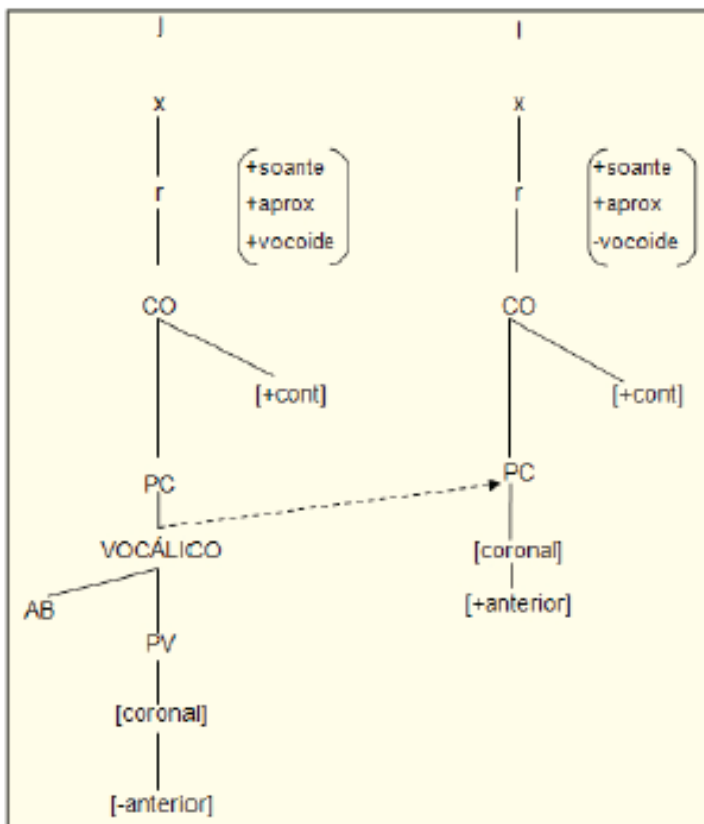 j l
x x
+soante +soante
r +aprox r +aprox
+vocoide -vocoide
CO CO
[+cont] [+cont]
PC PC
VOCÁLICO [coronal]
AB [+anterior]
PV
[coronal]
[-anterior]